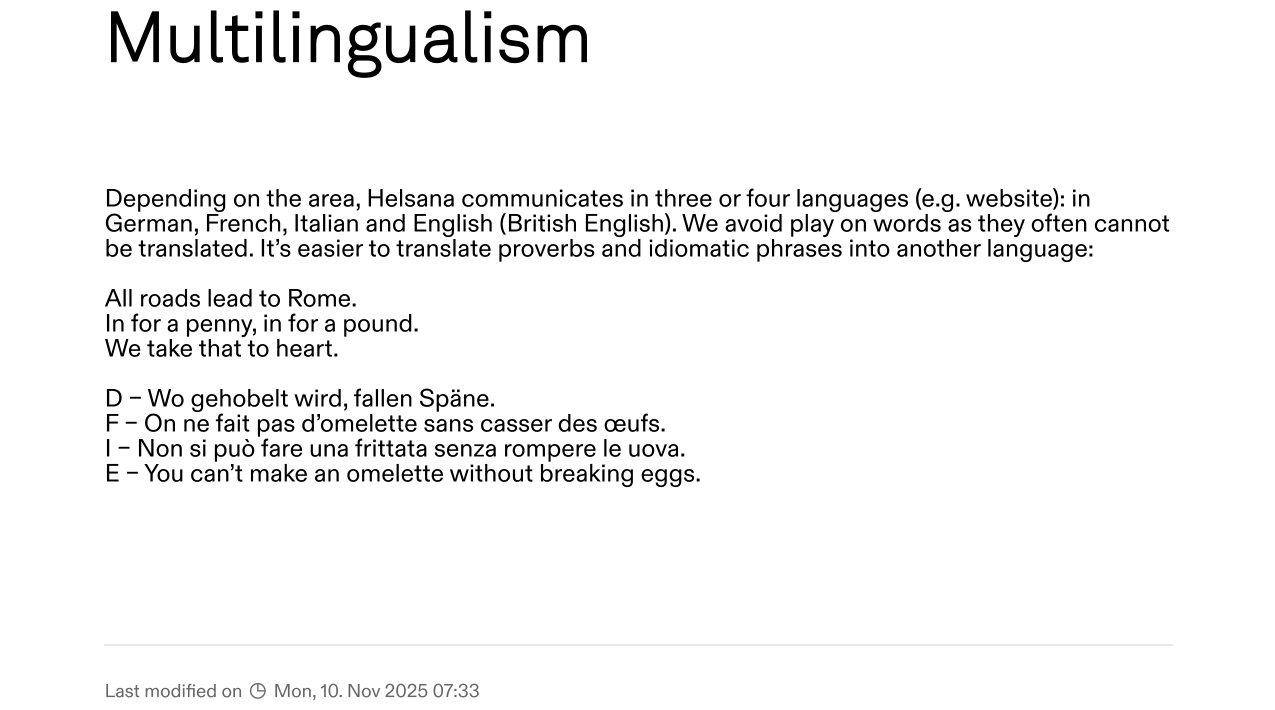 Multilingualism
Depending on the area, Helsana communicates in three or four languages (e.g. website): in
German, French, Italian and English (British English). We avoid play on words as they often cannot
be translated. It’s easier to translate proverbs and idiomatic phrases into another language:
All roads lead to Rome.
In for a penny, in for a pound.
We take that to heart.
D – Wo gehobelt wird, fallen Späne.
F – On ne fait pas d’omelette sans casser des œufs.
I – Non si può fare una frittata senza rompere le uova.
E – You can’t make an omelette without breaking eggs.
Last modified on Mon, 10. Nov 2025 07:33